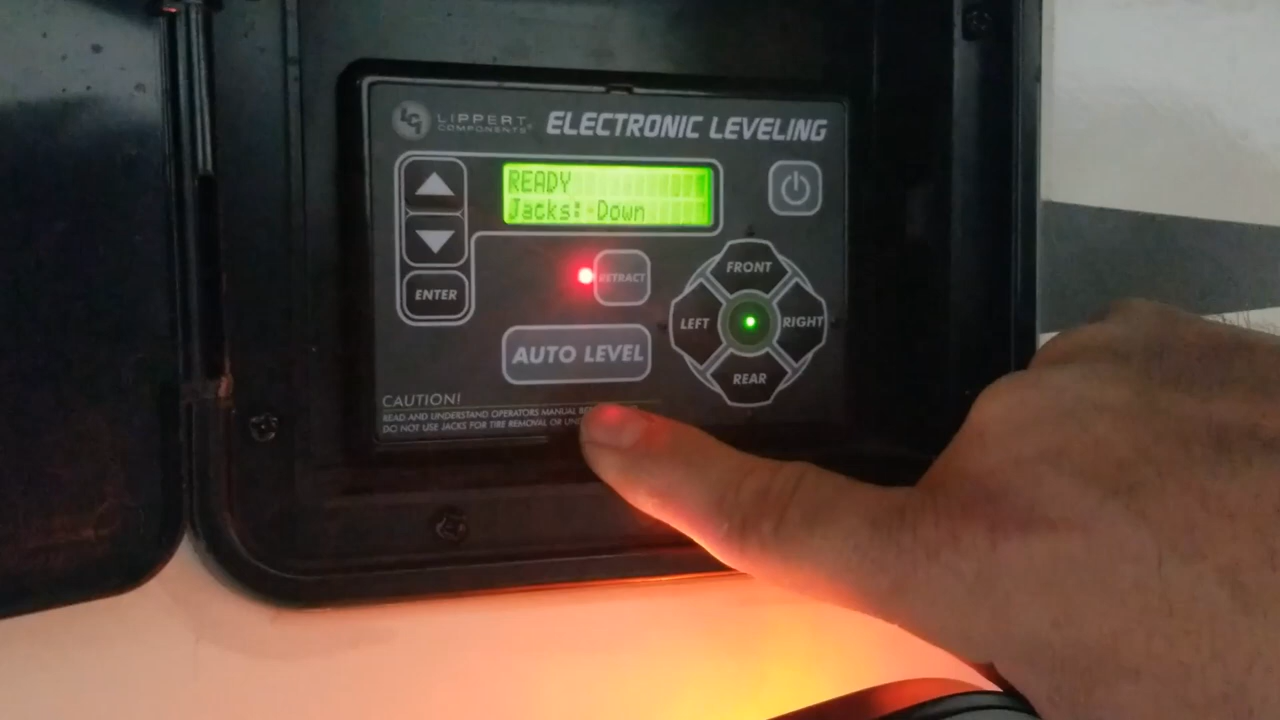 LCI LIPPERT COMPONENTS® ELECTRONIC LEVELING
READY
Jacks: Down
ENTER
RETRACT
AUTO LEVEL
FRONT
LEFT
RIGHT
REAR
CAUTION!
READ AND UNDERSTAND OPERATORS MANUAL
DO NOT USE JACKS FOR TIRE REMOVAL OR